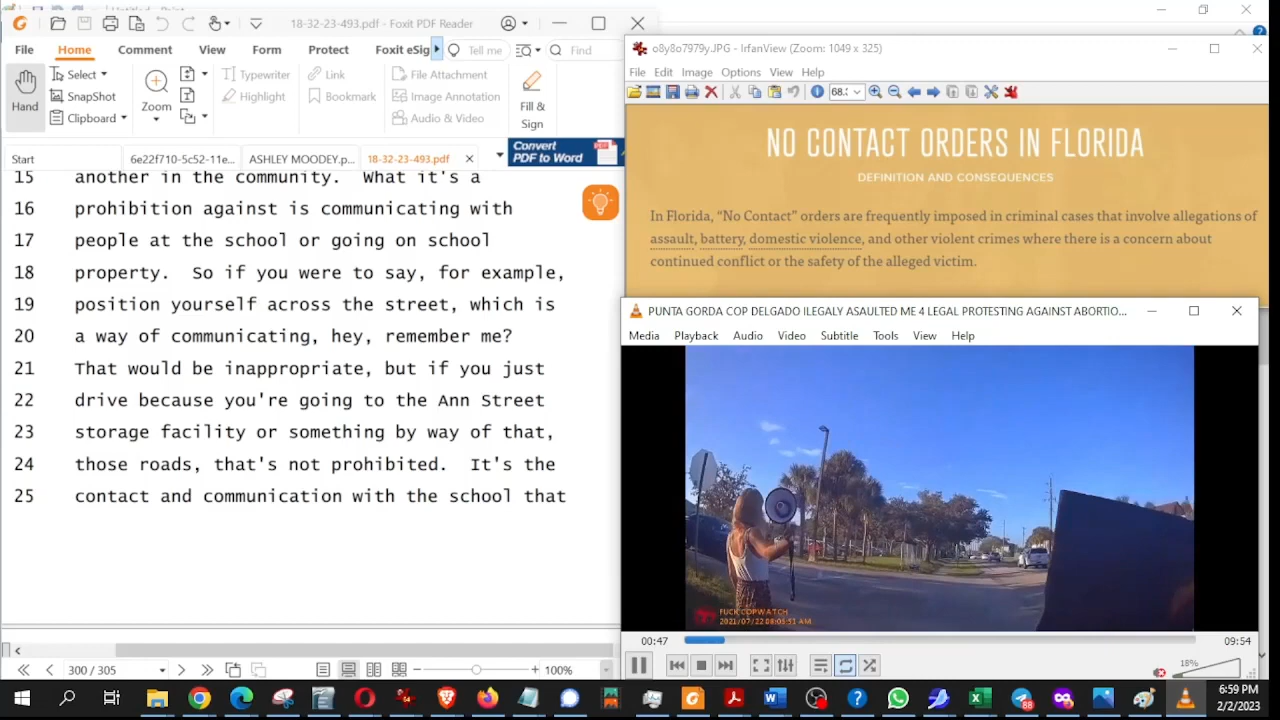 18-32-23-493.pdf - Foxit PDF Reader
File Home Comment View Form Protect Foxit eSig Tell me Find
Hand
Select
SnapShot
Clipboard
Zoom
Typewriter
Highlight
Link
Bookmark
File Attachment
Image Annotation
Audio & Video
Fill &
Sign
Start 6e22f710-5c52-11e... ASHLEY MOODEY.p... 18-32-23-493.pdf
Convert
PDF to Word
15 another in the community. What it's a
16 prohibition against is communicating with
17 people at the school or going on school
18 property. So if you were to say, for example,
19 position yourself across the street, which is
20 a way of communicating, hey, remember me?
21 That would be inappropriate, but if you just
22 drive because you're going to the Ann Street
23 storage facility or something by way of that,
24 those roads, that's not prohibited. It's the
25 contact and communication with the school that
300 / 305
100%
o8y8o7979y.JPG - IrfanView (Zoom: 1049 x 325)
File Edit Image Options View Help
NO CONTACT ORDERS IN FLORIDA
DEFINITION AND CONSEQUENCES
In Florida, “No Contact” orders are frequently imposed in criminal cases that involve allegations of
assault, battery, domestic violence, and other violent crimes where there is a concern about
continued conflict or the safety of the alleged victim.
PUNTA GORDA COP DELGADO ILEGALY ASAULTED ME 4 LEGAL PROTESTING AGAINST ABORTIO...
Media Playback Audio Video Subtitle Tools View Help
FUCK COPWATCH
00:47
09:54
18%
88
6:59 PM
2/2/2023